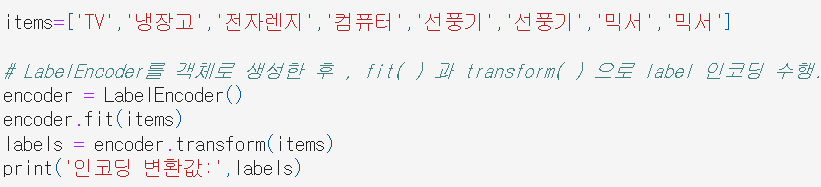 items=['TV','냉장고','전자렌지','컴퓨터','선풍기','선풍기','믹서','믹서']
# LabelEncoder를 객체로 생성한 후 , fit( ) 과 transform( ) 으로 label 인코딩 수행.
encoder = LabelEncoder()
encoder.fit(items)
labels = encoder.transform(items)
print('인코딩 변환값:',labels)